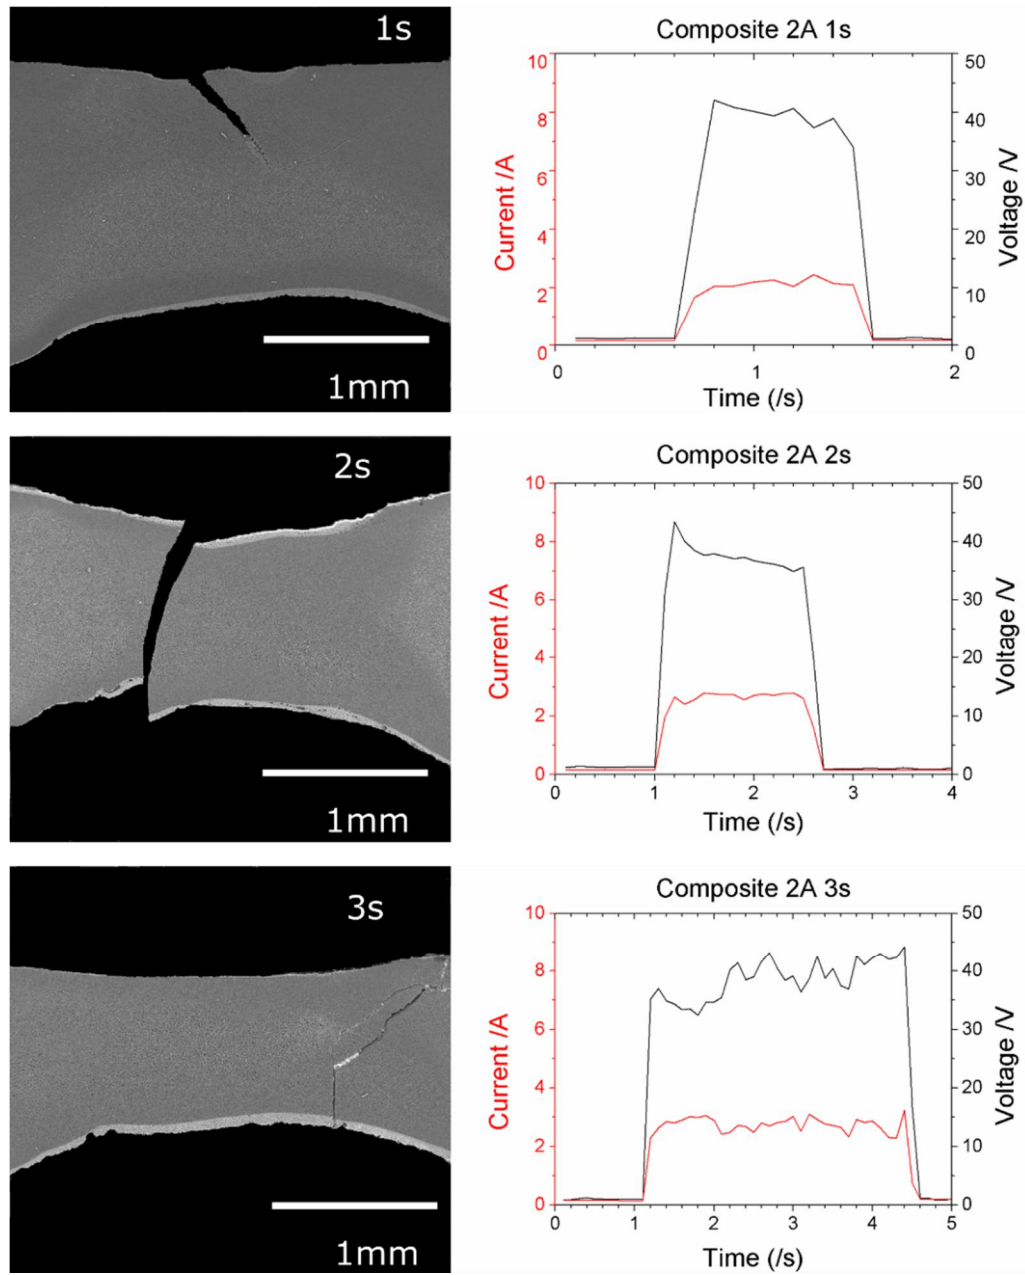 1s
1mm
Composite 2A 1s
10
8
6
4
2
0
Current /A
50
40
30
20
10
0
Voltage /V
0 1 2
Time (/s)
2s
1mm
Composite 2A 2s
10
8
6
4
2
0
Current /A
50
40
30
20
10
0
Voltage /V
0 1 2 3 4
Time (/s)
3s
1mm
Composite 2A 3s
10
8
6
4
2
0
Current /A
50
40
30
20
10
0
Voltage /V
0 1 2 3 4 5
Time (/s)